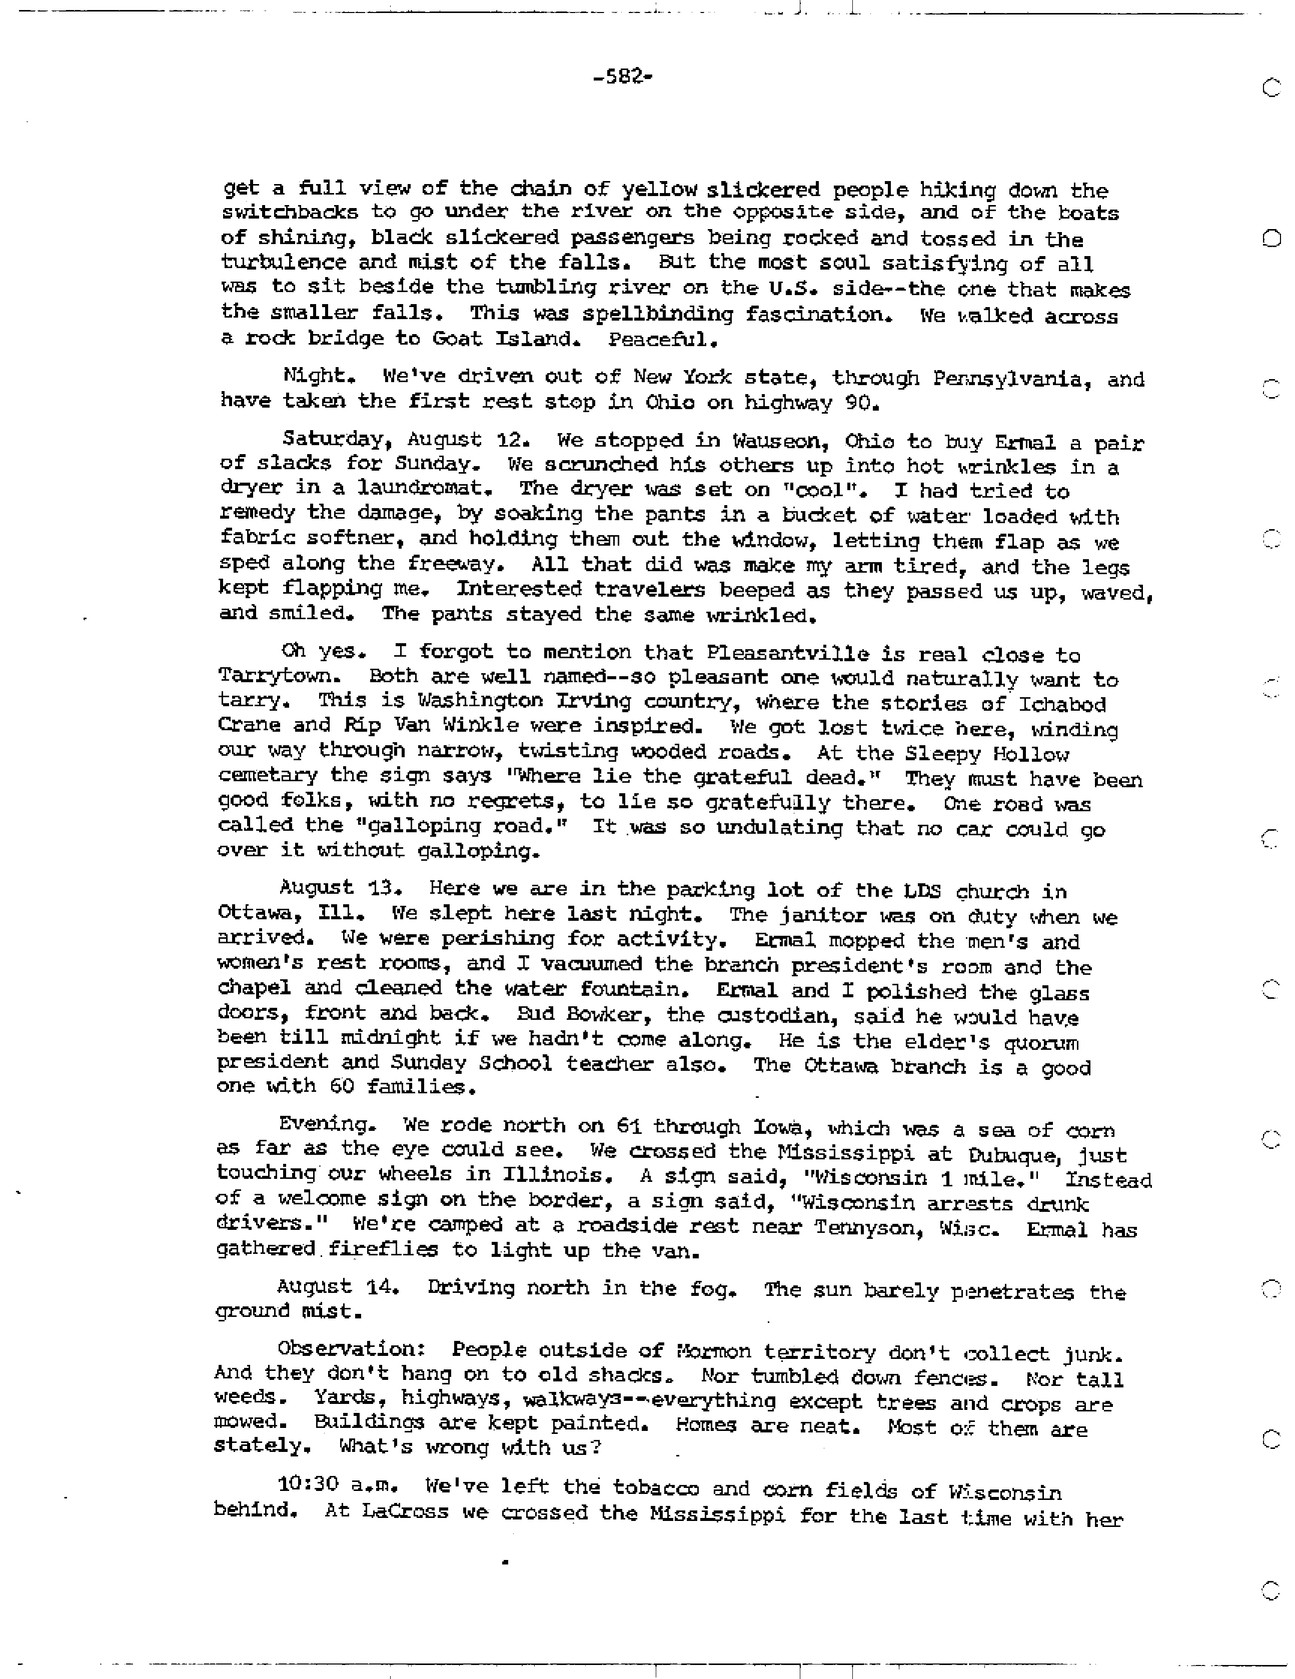 -582-
get a full view of the chain of yellow slickered people hiking down the
switchbacks to go under the river on the opposite side, and of the boats
of shining, black slickered passengers being rocked and tossed in the
turbulence and mist of the falls. But the most soul satisfying of all
was to sit beside the tumbling river on the U.S. side--the one that makes
the smaller falls. This was spellbinding fascination. We walked across
a rock bridge to Goat Island. Peaceful.
Night. We've driven out of New York state, through Pennsylvania, and
have taken the first rest stop in Ohio on highway 90.
Saturday, August 12. We stopped in Wauseon, Ohio to buy Ermal a pair
of slacks for Sunday. We scrunched his others up into hot wrinkles in a
dryer in a laundromat. The dryer was set on "cool". I had tried to
remedy the damage, by soaking the pants in a bucket of water loaded with
fabric softner, and holding them out the window, letting them flap as we
sped along the freeway. All that did was make my arm tired, and the legs
kept flapping me. Interested travelers beeped as they passed us up, waved,
and smiled. The pants stayed the same wrinkled.
Oh yes. I forgot to mention that Pleasantville is real close to
Tarrytown. Both are well named--so pleasant one would naturally want to
tarry. This is Washington Irving country, where the stories of Ichabod
Crane and Rip Van Winkle were inspired. We got lost twice here, winding
our way through narrow, twisting wooded roads. At the Sleepy Hollow
cemetary the sign says "Where lie the grateful dead." They must have been
good folks, with no regrets, to lie so gratefully there. One road was
called the "galloping road." It was so undulating that no car could go
over it without galloping.
August 13. Here we are in the parking lot of the LDS church in
Ottawa, Ill. We slept here last night. The janitor was on duty when we
arrived. We were perishing for activity. Ermal mopped the men's and
women's rest rooms, and I vacuumed the branch president's room and the
chapel and cleaned the water fountain. Ermal and I polished the glass
doors, front and back. Bud Bowker, the custodian, said he would have
been till midnight if we hadn't come along. He is the elder's quorum
president and Sunday School teacher also. The Ottawa branch is a good
one with 60 families.
Evening. We rode north on 61 through Iowa, which was a sea of corn
as far as the eye could see. We crossed the Mississippi at Dubuque, just
touching our wheels in Illinois. A sign said, "Wisconsin 1 mile." Instead
of a welcome sign on the border, a sign said, "Wisconsin arrests drunk
drivers." We're camped at a roadside rest near Tennyson, Wisc. Ermal has
gathered fireflies to light up the van.
August 14. Driving north in the fog. The sun barely penetrates the
ground mist.
Observation: People outside of Mormon territory don't collect junk.
And they don't hang on to old shacks. Nor tumbled down fences. Nor tall
weeds. Yards, highways, walkways--everything except trees and crops are
mowed. Buildings are kept painted. Homes are neat. Most of them are
stately. What's wrong with us?
10:30 a.m. We've left the tobacco and corn fields of Wisconsin
behind. At LaCross we crossed the Mississippi for the last time with her